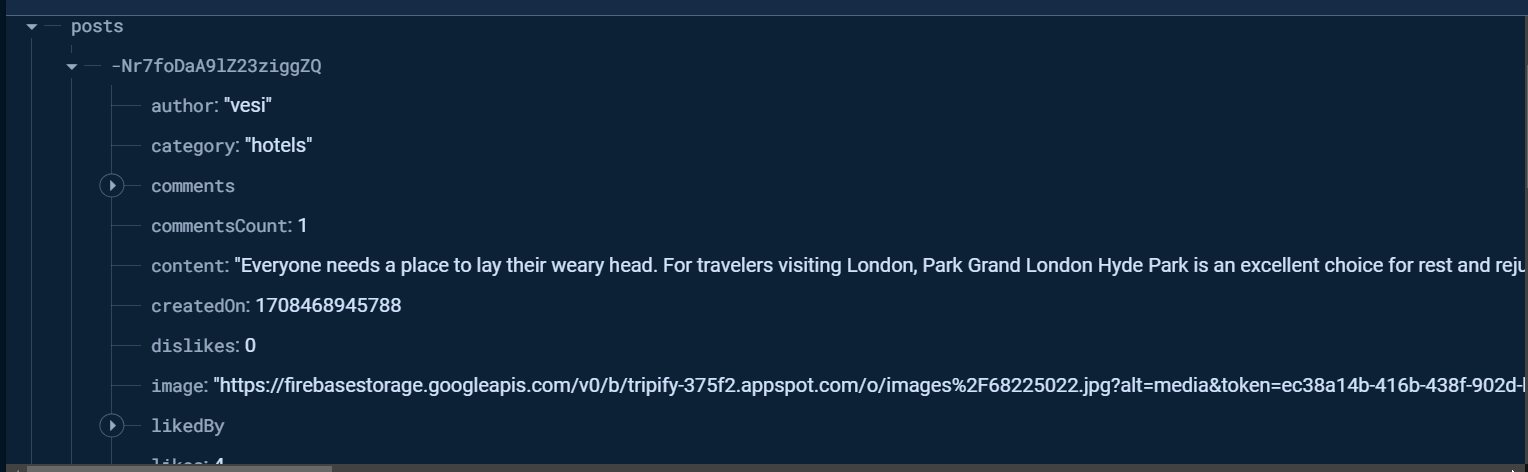 posts
-Nr7foDaA9lZ23ziggZQ
author: "vesi"
category: "hotels"
comments
commentsCount: 1
content: "Everyone needs a place to lay their weary head. For travelers visiting London, Park Grand London Hyde Park is an excellent choice for rest and reju
createdOn: 1708468945788
dislikes: 0
image: "https://firebasestorage.googleapis.com/v0/b/tripify-375f2.appspot.com/o/images%2F68225022.jpg?alt=media&token=ec38a14b-416b-438f-902d-
likedBy
likes: 4